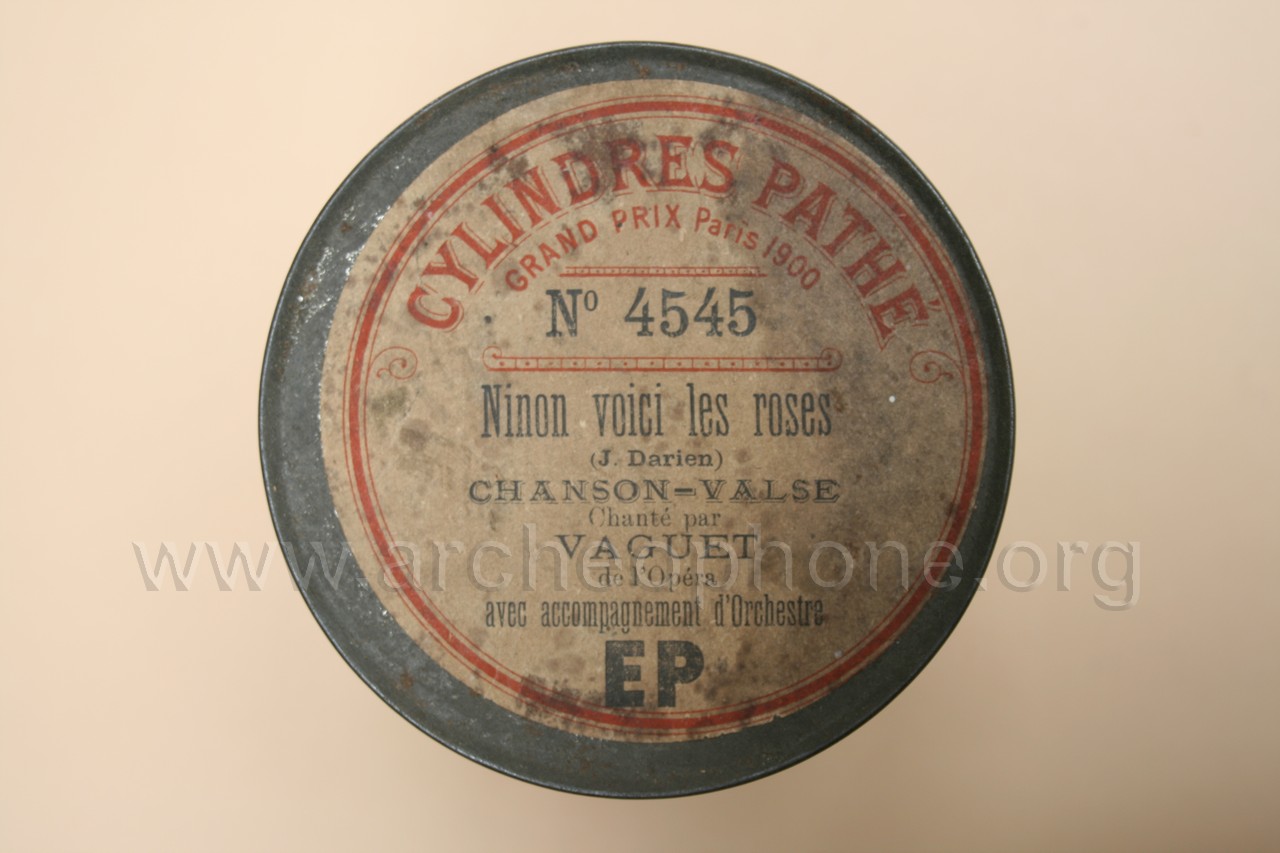 CYLINDRES PATHÉ
GRAND PRIX Paris 1900
Nº 4545
Ninon voici les roses
(J. Darien)
CHANSON-VALSE
Chanté par
VAGUET
www.archeophone.org
de l'Opéra
avec accompagnement d'Orchestre
EP